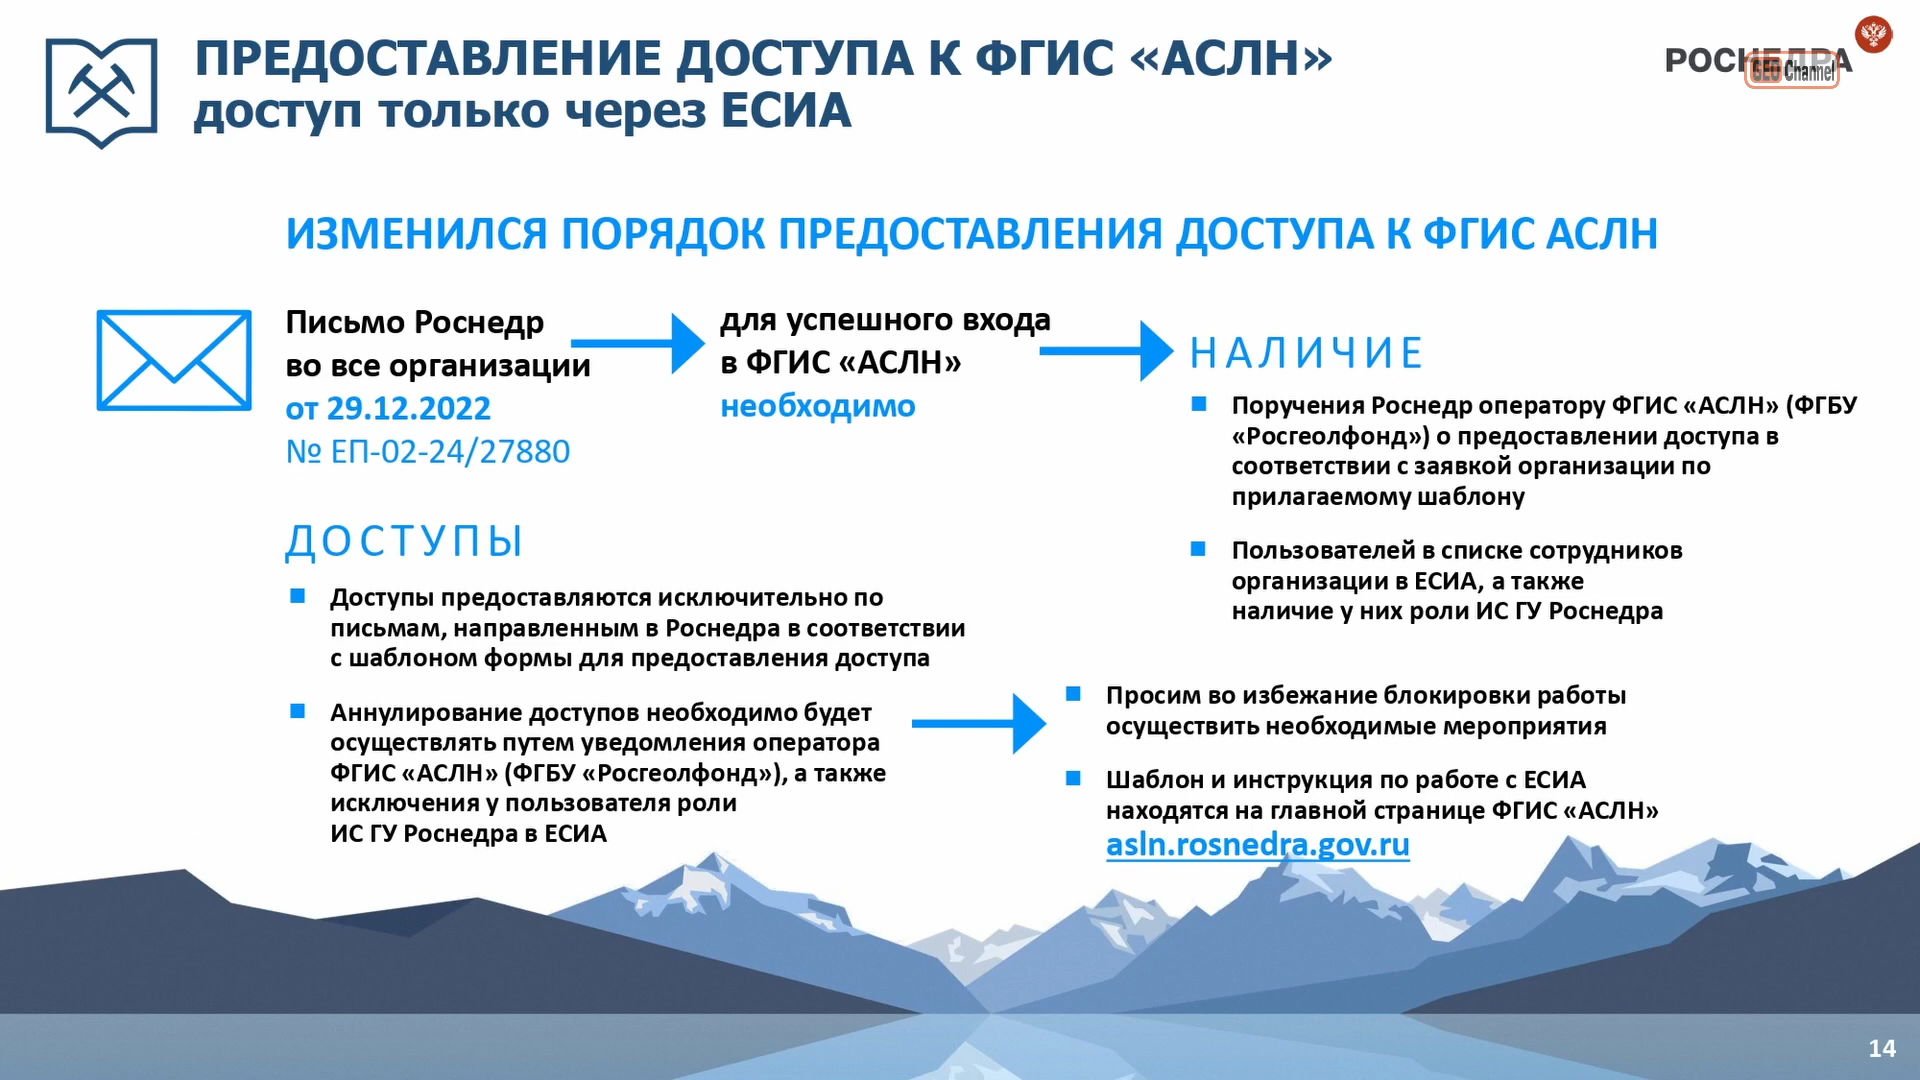 ПРЕДОСТАВЛЕНИЕ ДОСТУПА К ФГИС «АСЛН»
доступ только через ЕСИА
РОСНЕДРА
GEO Channel
ИЗМЕНИЛСЯ ПОРЯДОК ПРЕДОСТАВЛЕНИЯ ДОСТУПА К ФГИС АСЛН
Письмо Роснедр
во все организации
от 29.12.2022
№ ЕП-02-24/27880
для успешного входа
в ФГИС «АСЛН»
необходимо
НАЛИЧИЕ
Поручения Роснедр оператору ФГИС «АСЛН» (ФГБУ
«Росгеолфонд») о предоставлении доступа в
соответствии с заявкой организации по
прилагаемому шаблону
Пользователей в списке сотрудников
организации в ЕСИА, а также
наличие у них роли ИС ГУ Роснедра
ДОСТУПЫ
Доступы предоставляются исключительно по
письмам, направленным в Роснедра в соответствии
с шаблоном формы для предоставления доступа
Аннулирование доступов необходимо будет
осуществлять путем уведомления оператора
ФГИС «АСЛН» (ФГБУ «Росгеолфонд»), а также
исключения у пользователя роли
ИС ГУ Роснедра в ЕСИА
Просим во избежание блокировки работы
осуществить необходимые мероприятия
Шаблон и инструкция по работе с ЕСИА
находятся на главной странице ФГИС «АСЛН»
asln.rosnedra.gov.ru
14